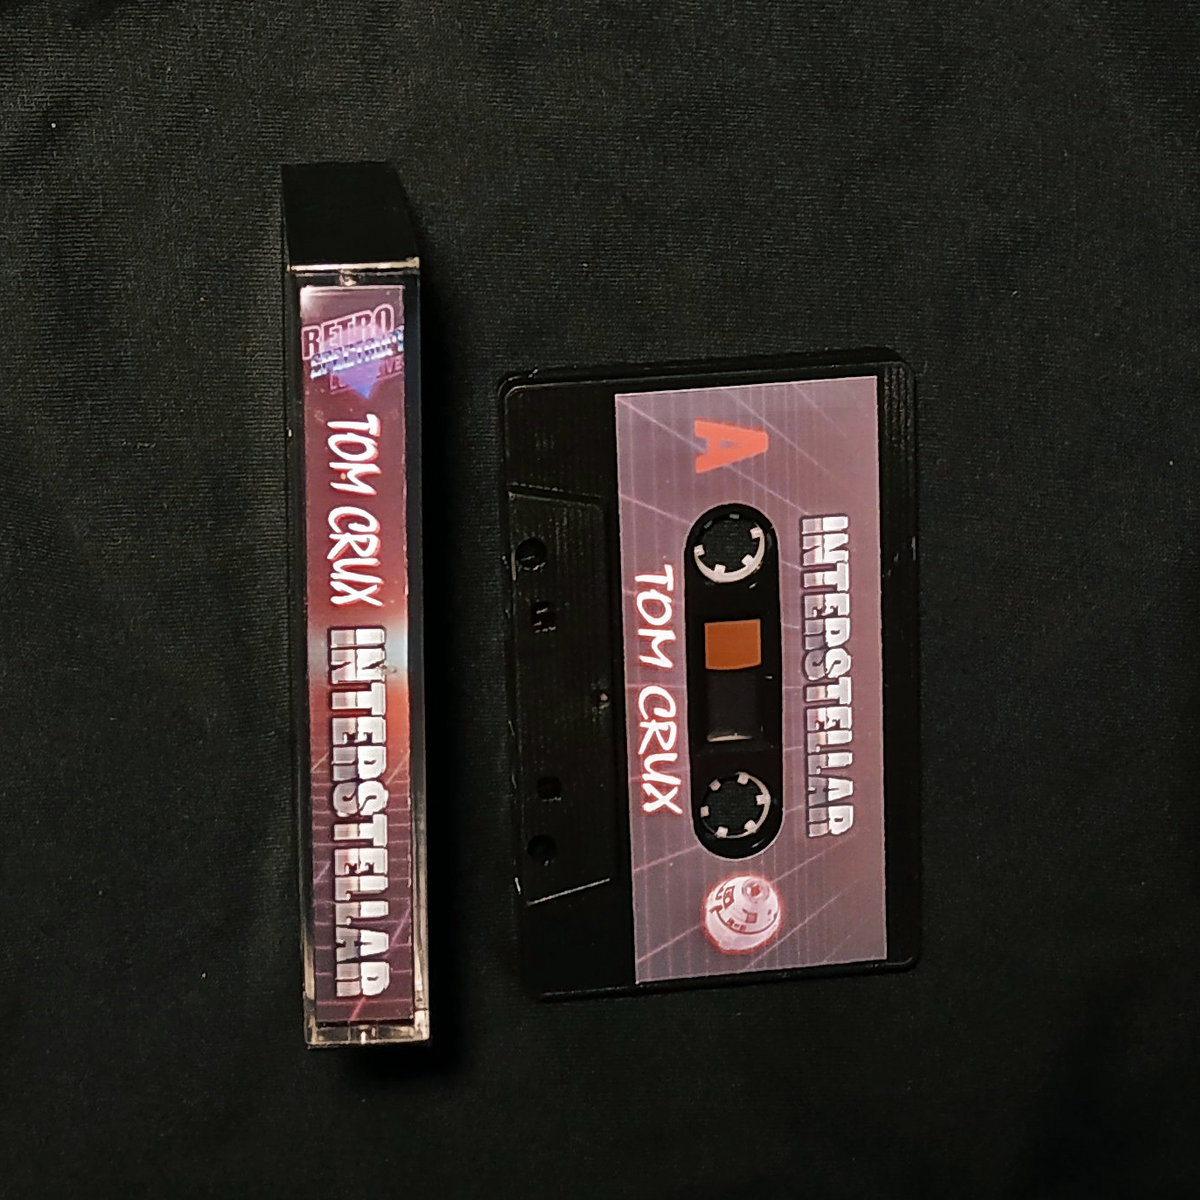 RETRO
TOM CRUX INTERSTELLAR
A
INTERSTELLAR
TOM CRUX